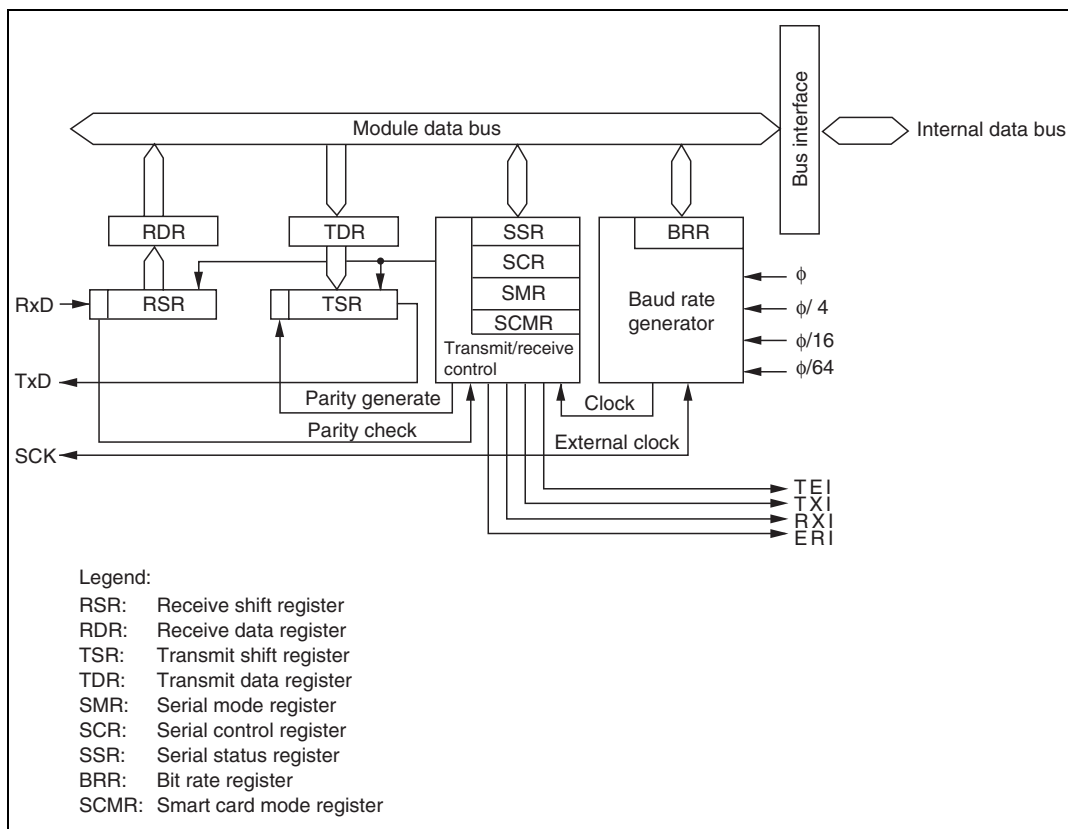 Bus interface
Module data bus
Internal data bus
RDR
TDR
SSR
BRR
SCR
RxD
RSR
TSR
SMR
SCMR
Baud rate
generator
ϕ
ϕ/ 4
ϕ/16
ϕ/64
Transmit/receive
control
TxD
Parity generate
Clock
Parity check
External clock
SCK
TEI
TXI
RXI
ERI
Legend:
RSR: Receive shift register
RDR: Receive data register
TSR: Transmit shift register
TDR: Transmit data register
SMR: Serial mode register
SCR: Serial control register
SSR: Serial status register
BRR: Bit rate register
SCMR: Smart card mode register